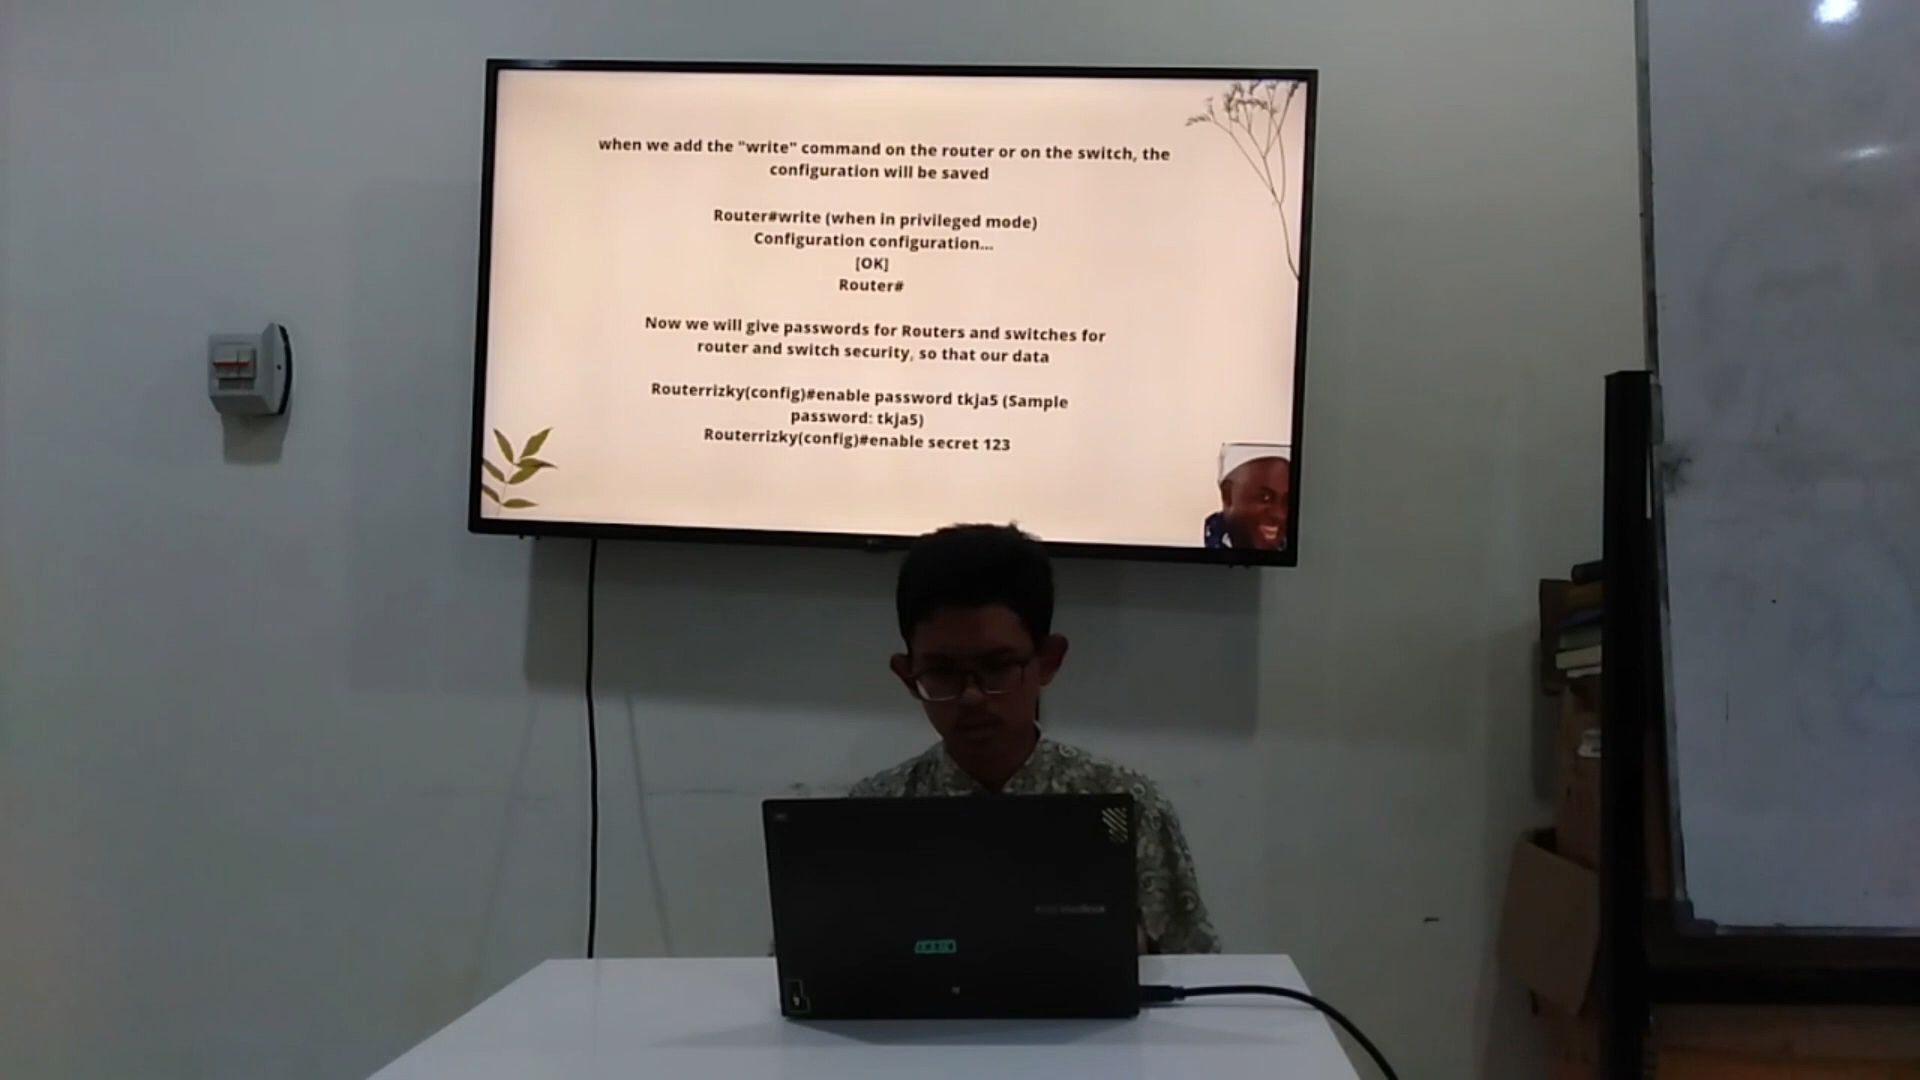 when we add the "write" command on the router or on the switch, the
configuration will be saved
Router#write (when in privileged mode)
Configuration configuration...
[OK]
Router#
Now we will give passwords for Routers and switches for
router and switch security, so that our data
Routerrizky(config)#enable password tkja5 (Sample
password: tkja5)
Routerrizky(config)#enable secret 123